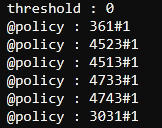 threshold : 0
@policy : 361#1
@policy : 4523#1
@policy : 4513#1
@policy : 4733#1
@policy : 4743#1
@policy : 3031#1